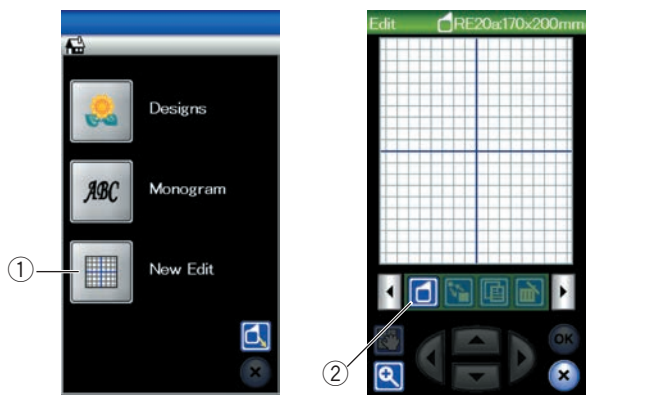 Designs
ABC
Monogram
New Edit
①
Edit
RE20a:170x200mm
OK
②